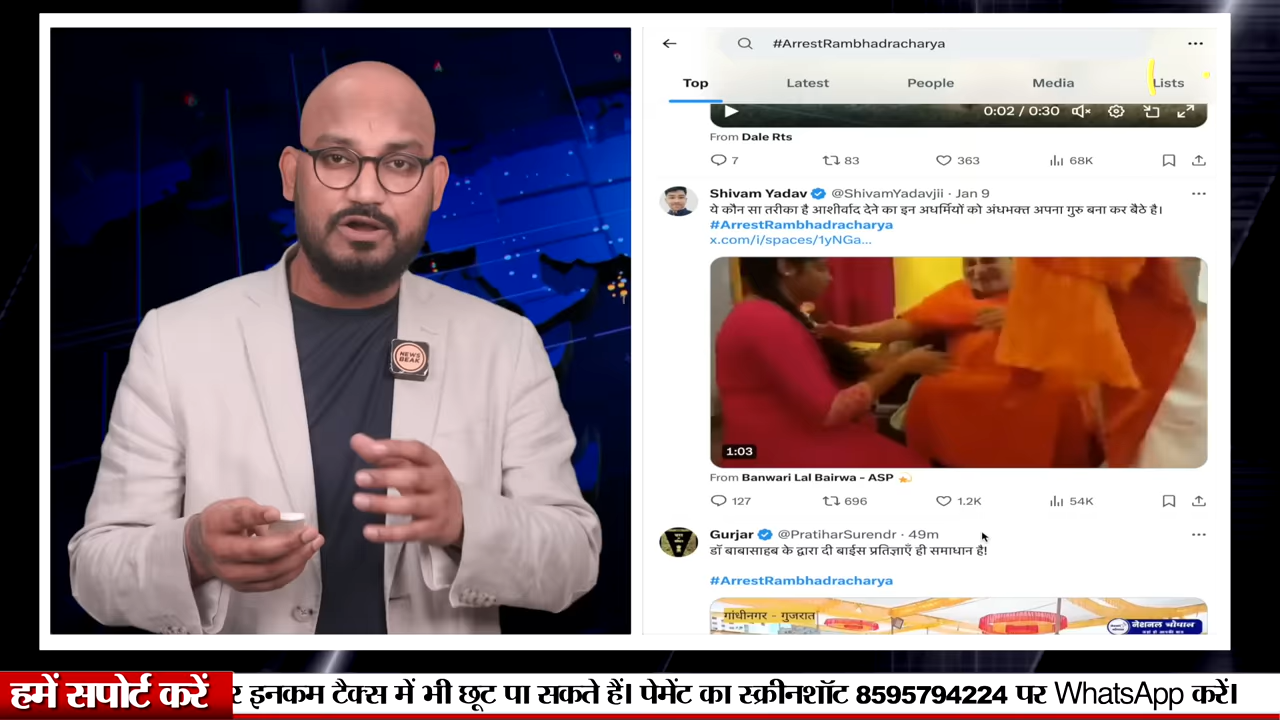 NEWS
BEAK
#ArrestRambhadracharya
Top
Latest
People
Media
Lists
0:02 / 0:30
From Dale Rts
7
83
363
68K
Shivam Yadav @ShivamYadavjii · Jan 9
ये कौन सा तरीका है आशीर्वाद देने का इन अधर्मियों को अंधभक्त अपना गुरु बना कर बैठे है।
#ArrestRambhadracharya
x.com/i/spaces/1yNGa...
1:03
From Banwari Lal Bairwa - ASP
127
696
1.2K
54K
Gurjar @PratiharSurendr · 49m
डॉ बाबासाहब के द्वारा दी बाईस प्रतिज्ञाएँ ही समाधान है!
#ArrestRambhadracharya
गांधीनगर - गुजरात
नेशनल चोपाल
हमें सपोर्ट करें
र इनकम टैक्स में भी छूट पा सकते हैं। पेमेंट का स्क्रीनशॉट 8595794224 पर WhatsApp करें।